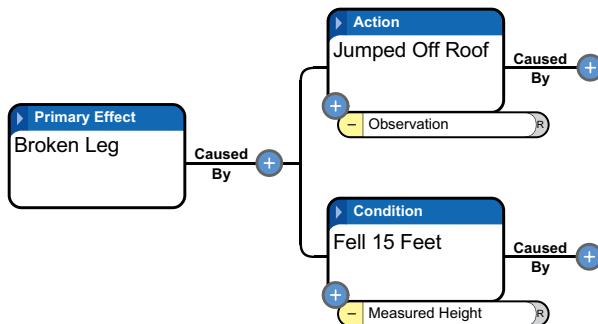 Primary Effect
Broken Leg
Caused
By
Action
Jumped Off Roof
Observation
R
Caused
By
Condition
Fell 15 Feet
Measured Height
R
Caused
By